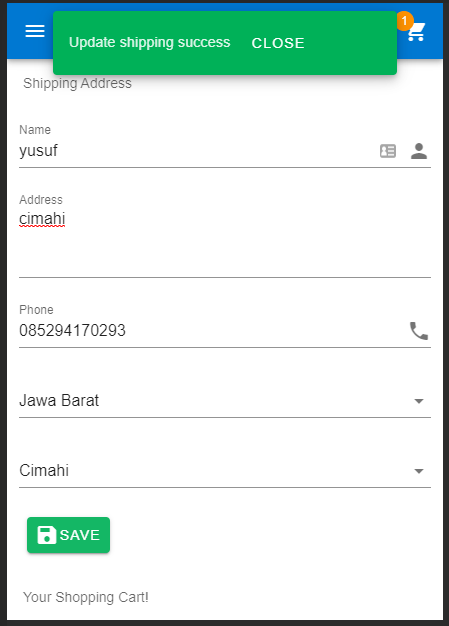 Update shipping success CLOSE
1
Shipping Address
Name
yusuf
Address
cimahi
Phone
085294170293
Jawa Barat
Cimahi
SAVE
Your Shopping Cart!